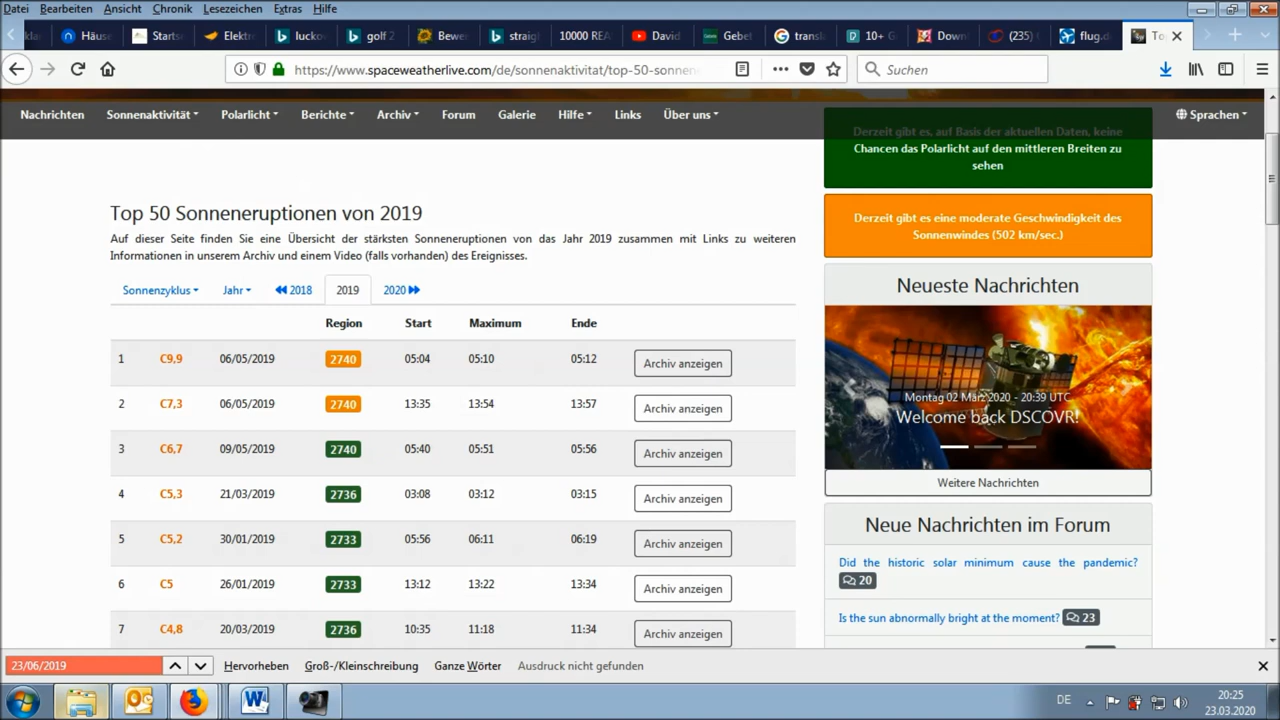 Datei Bearbeiten Ansicht Chronik Lesezeichen Extras Hilfe
Häuse
Starts
Elektr
lucko
golf 2
Bewe
straig
10000 REA
David
Gebet
transl
10+ G
Down
(235)
flug.d
To
https://www.spaceweatherlive.com/de/sonnenaktivitat/top-50-sonnen
Suchen
Nachrichten Sonnenaktivität Polarlicht Berichte Archiv Forum Galerie Hilfe Links Über uns Sprachen
Derzeit gibt es, auf Basis der aktuellen Daten, keine
Chancen das Polarlicht auf den mittleren Breiten zu
sehen
Derzeit gibt es eine moderate Geschwindigkeit des
Sonnenwindes (502 km/sec.)
Top 50 Sonneneruptionen von 2019
Auf dieser Seite finden Sie eine Übersicht der stärksten Sonneneruptionen von das Jahr 2019 zusammen mit Links zu weiteren
Informationen in unserem Archiv und einem Video (falls vorhanden) des Ereignisses.
Sonnenzyklus Jahr 2018 2019 2020
Region Start Maximum Ende
1 C9,9 06/05/2019 2740 05:04 05:10 05:12 Archiv anzeigen
2 C7,3 06/05/2019 2740 13:35 13:54 13:57 Archiv anzeigen
3 C6,7 09/05/2019 2740 05:40 05:51 05:56 Archiv anzeigen
4 C5,3 21/03/2019 2736 03:08 03:12 03:15 Archiv anzeigen
5 C5,2 30/01/2019 2733 05:56 06:11 06:19 Archiv anzeigen
6 C5 26/01/2019 2733 13:12 13:22 13:34 Archiv anzeigen
7 C4,8 20/03/2019 2736 10:35 11:18 11:34 Archiv anzeigen
Neueste Nachrichten
Montag 02 März 2020 - 20:39 UTC
Welcome back DSCOVR!
Weitere Nachrichten
Neue Nachrichten im Forum
Did the historic solar minimum cause the pandemic?
20
Is the sun abnormally bright at the moment? 23
23/06/2019 Hervorheben Groß-/Kleinschreibung Ganze Wörter Ausdruck nicht gefunden
DE
20:25
23.03.2020